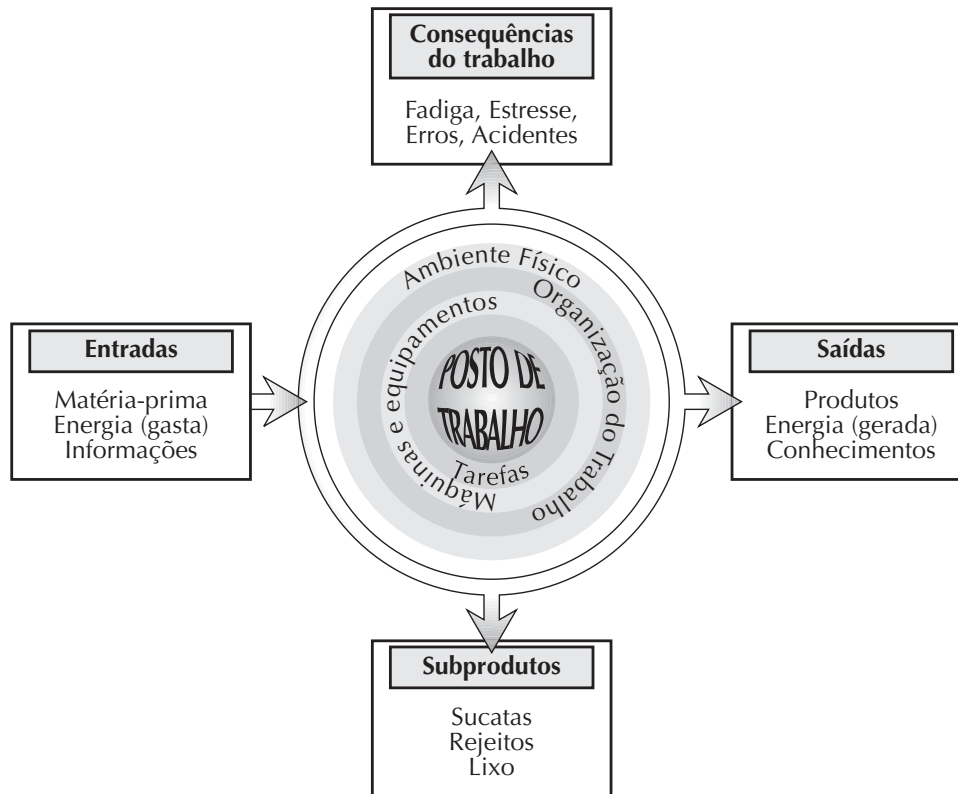 Consequências
do trabalho
Fadiga, Estresse,
Erros, Acidentes
Ambiente Físico
Organização do Trabalho
Máquinas e equipamentos
POSTO DE
TRABALHO
Tarefas
Entradas
Matéria-prima
Energia (gasta)
Informações
Saídas
Produtos
Energia (gerada)
Conhecimentos
Subprodutos
Sucatas
Rejeitos
Lixo